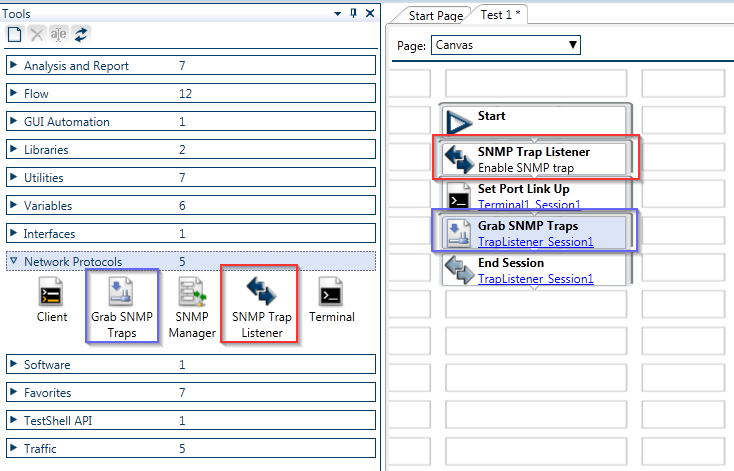 Tools
Analysis and Report 7
Flow 12
GUI Automation 1
Libraries 2
Utilities 7
Variables 6
Interfaces 1
Network Protocols 5
Client
Grab SNMP
Traps
SNMP
Manager
SNMP Trap
Listener
Terminal
Software 1
Favorites 7
TestShell API 1
Traffic 5
Start Page
Test 1 *
Page: Canvas
Start
SNMP Trap Listener
Enable SNMP trap
Set Port Link Up
Terminal1_Session1
Grab SNMP Traps
TrapListener_Session1
End Session
TrapListener_Session1